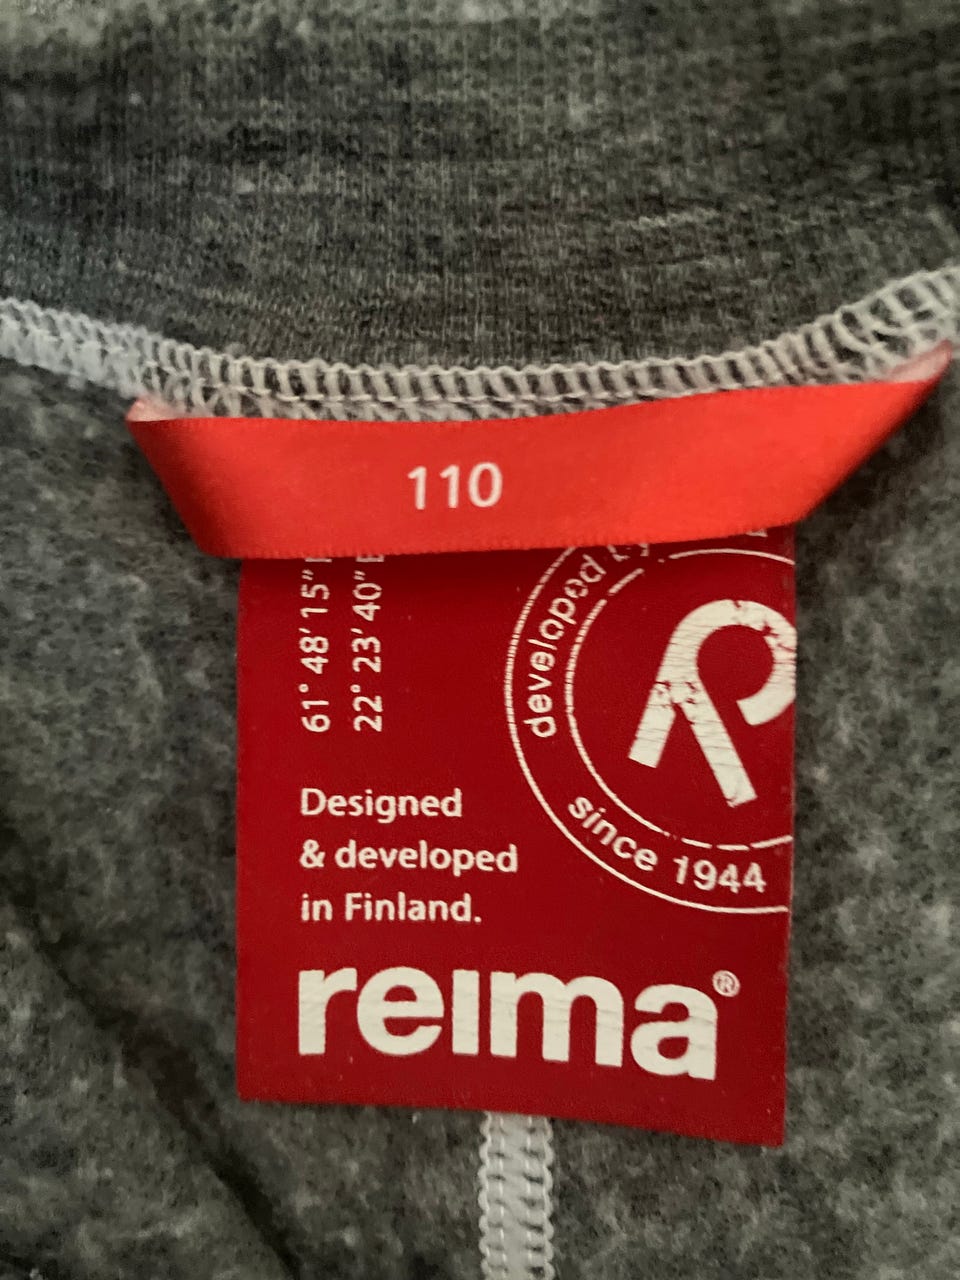 110
61° 48' 15"
22° 23' 40" E
developed
since 1944
Designed
& developed
in Finland.
reima®